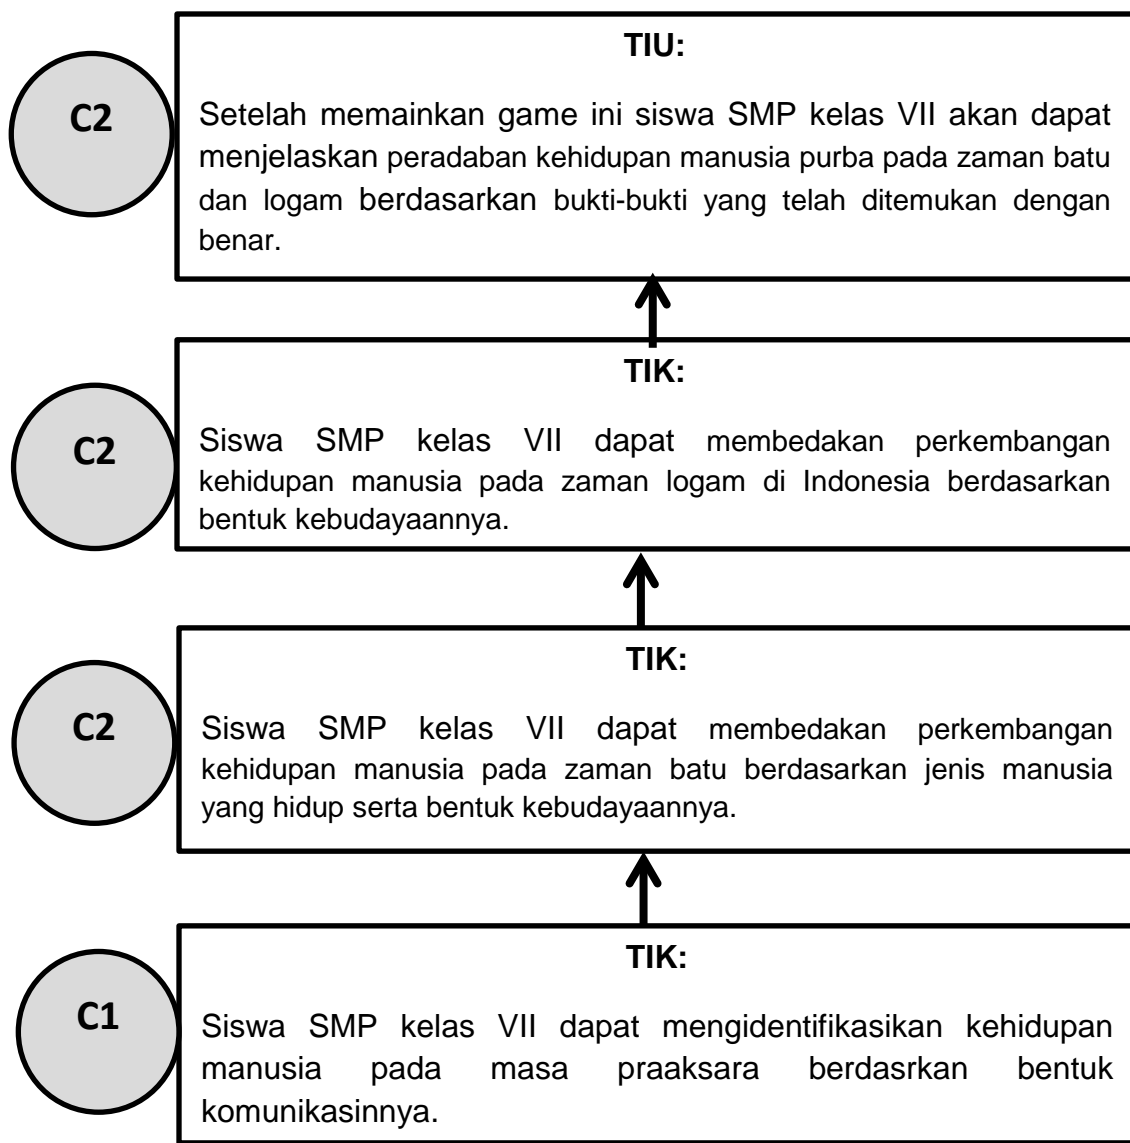 C2
TIU:
Setelah memainkan game ini siswa SMP kelas VII akan dapat
menjelaskan peradaban kehidupan manusia purba pada zaman batu
dan logam berdasarkan bukti-bukti yang telah ditemukan dengan
benar.
C2
TIK:
Siswa SMP kelas VII dapat membedakan perkembangan
kehidupan manusia pada zaman logam di Indonesia berdasarkan
bentuk kebudayaannya.
C2
TIK:
Siswa SMP kelas VII dapat membedakan perkembangan
kehidupan manusia pada zaman batu berdasarkan jenis manusia
yang hidup serta bentuk kebudayaannya.
C1
TIK:
Siswa SMP kelas VII dapat mengidentifikasikan kehidupan
manusia pada masa praaksara berdasrkan bentuk
komunikasinnya.